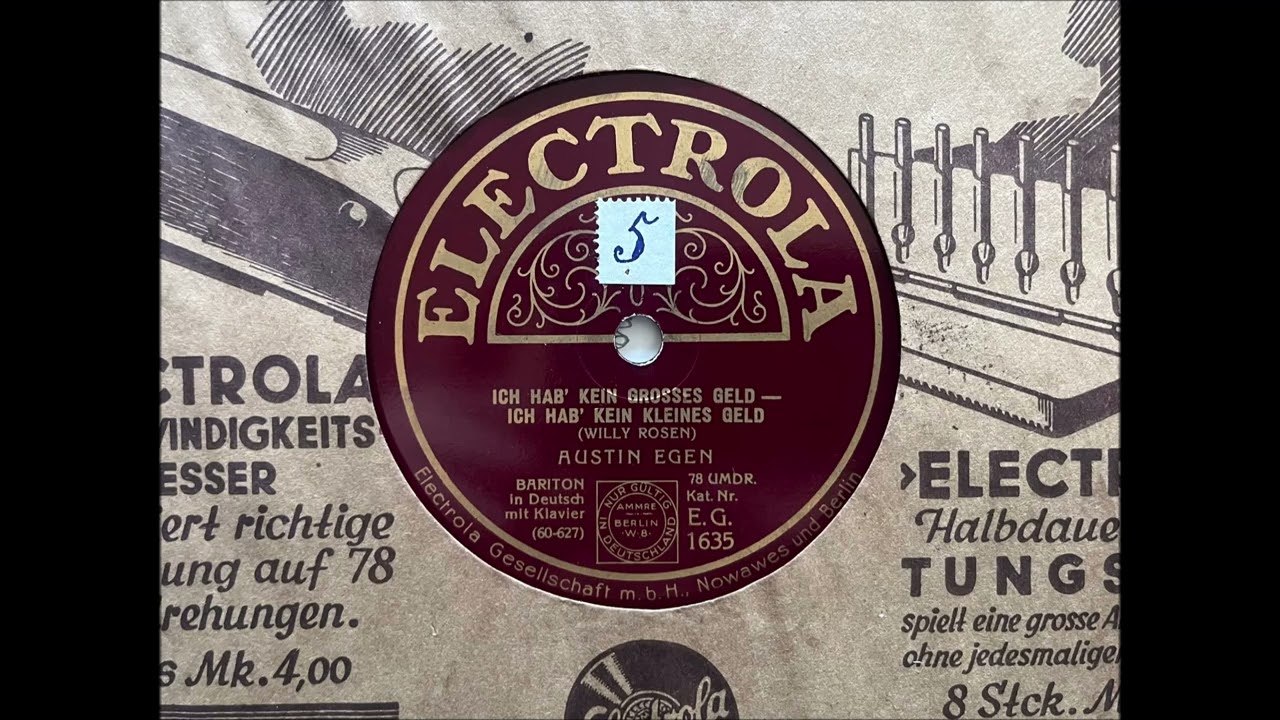 ELECTROLA
5
ICH HAB' KEIN GROSSES GELD —
ICH HAB' KEIN KLEINES GELD
(WILLY ROSEN)
AUSTIN EGEN
BARITON
in Deutsch
mit Klavier
(60-627)
NUR GÜLTIG
IN DEUTSCHLAND
AMMRE
BERLIN
·W·8·
78 UMDR.
Kat. Nr.
E.G.
1635
Electrola Gesellschaft m.b.H., Nowawes und Berlin
CTROLA
VINDIGKEITS
ESSER
iert richtige
ung auf 78
rehungen.
s Mk. 4,00
›ELECT
Halbdaue
TUNGS
spielt eine grosse A
ohne jedesmalige
8 Stck. M
Electrola